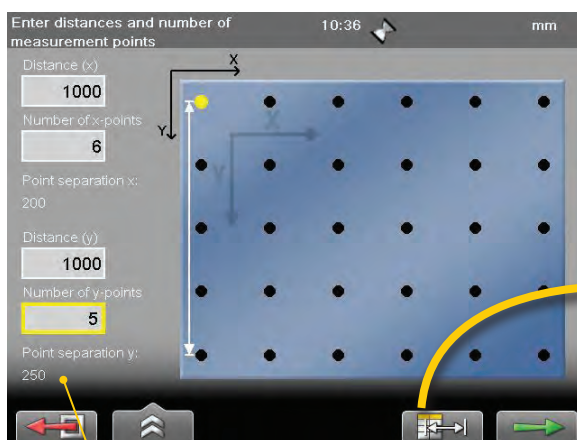 Enter distances and number of
measurement points
10:36
mm
Distance (x)
1000
Number of x-points
6
Point separation x:
200
Distance (y)
1000
Number of y-points
5
Point separation y:
250
X
Y
X
Y